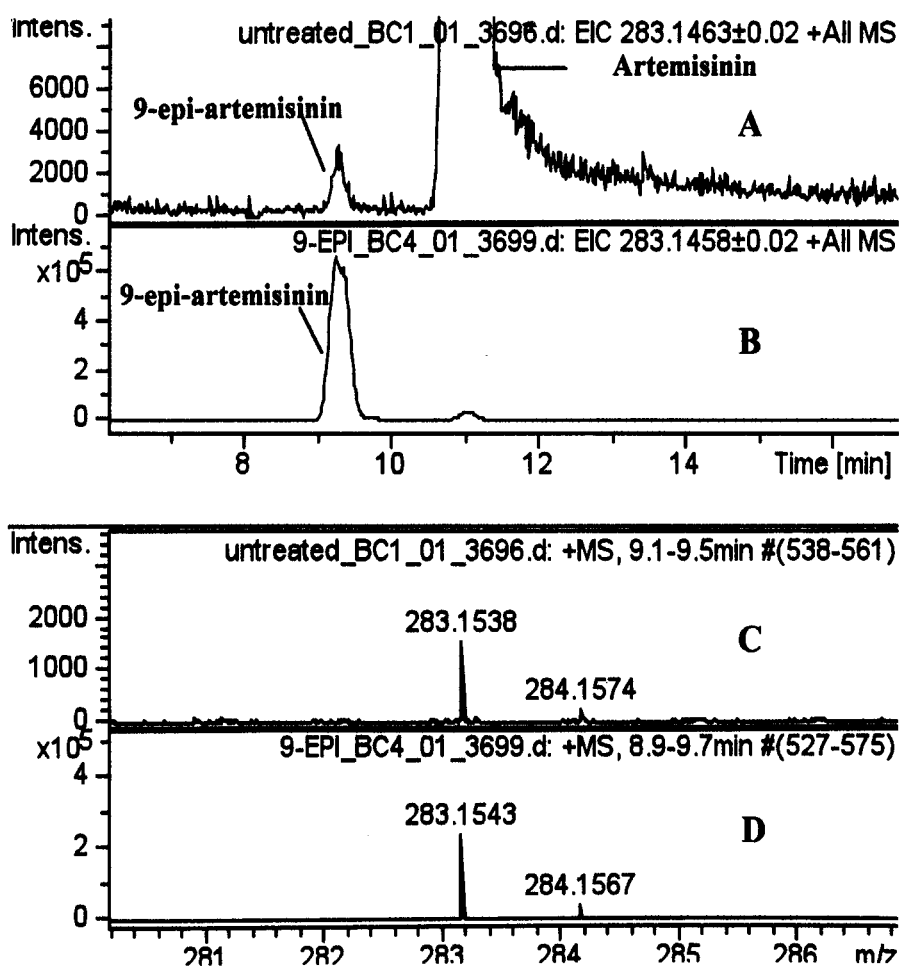 Intens.
untreated_BC1_01_3696.d: EIC 283.1463±0.02 +All MS
Artemisinin
6000
9-epi-artemisinin
4000
A
2000
0
Intens.
9-EPI_BC4_01_3699.d: EIC 283.1458±0.02 +All MS
x10^5
9-epi-artemisinin
4
B
2
0
8 10 12 14 Time [min]
Intens.
untreated_BC1_01_3696.d: +MS, 9.1-9.5min #(538-561)
2000
283.1538
C
1000
284.1574
0
x10^5
9-EPI_BC4_01_3699.d: +MS, 8.9-9.7min #(527-575)
4
283.1543
D
2
284.1567
0
281 282 283 284 285 286 m/z